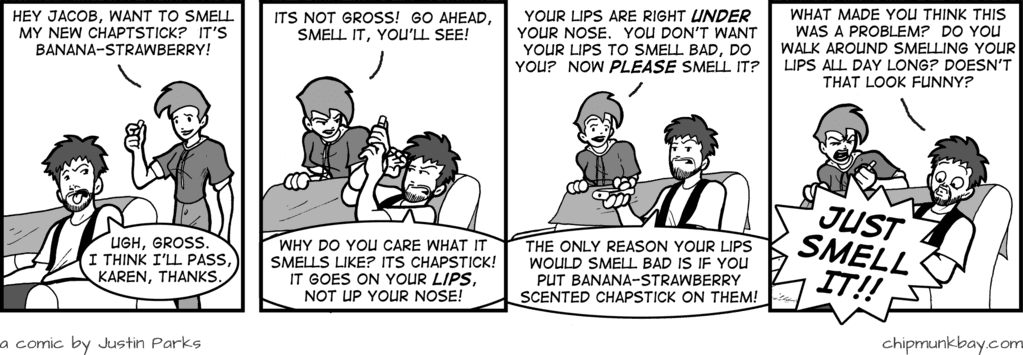 HEY JACOB, WANT TO SMELL
MY NEW CHAPTSTICK? IT'S
BANANA-STRAWBERRY!
UGH, GROSS.
I THINK I'LL PASS,
KAREN, THANKS.
ITS NOT GROSS! GO AHEAD,
SMELL IT, YOU'LL SEE!
WHY DO YOU CARE WHAT IT
SMELLS LIKE? ITS CHAPSTICK!
IT GOES ON YOUR LIPS,
NOT UP YOUR NOSE!
YOUR LIPS ARE RIGHT UNDER
YOUR NOSE. YOU DON'T WANT
YOUR LIPS TO SMELL BAD, DO
YOU? NOW PLEASE SMELL IT?
THE ONLY REASON YOUR LIPS
WOULD SMELL BAD IS IF YOU
PUT BANANA-STRAWBERRY
SCENTED CHAPSTICK ON THEM!
WHAT MADE YOU THINK THIS
WAS A PROBLEM? DO YOU
WALK AROUND SMELLING YOUR
LIPS ALL DAY LONG? DOESN'T
THAT LOOK FUNNY?
JUST
SMELL
IT!!
a comic by Justin Parks
chipmunkbay.com